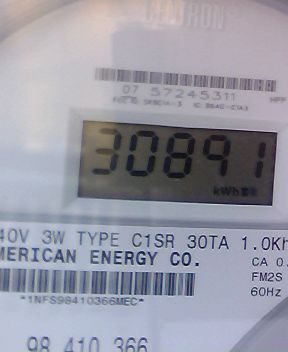 CENTRON
07 57245311
30891
kWh
40V 3W TYPE C1SR 30TA 1.0Kh
MERICAN ENERGY CO.
CA 0.
FM2S
60Hz
*1NFS98410366MEC*
98 410 366